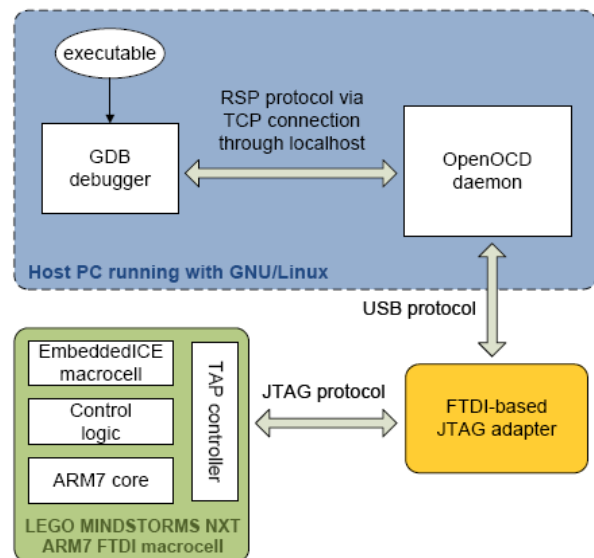 executable
RSP protocol via
TCP connection
through localhost
GDB
debugger
OpenOCD
daemon
Host PC running with GNU/Linux
USB protocol
EmbeddedICE
macrocell
Control
logic
ARM7 core
TAP controller
JTAG protocol
FTDI-based
JTAG adapter
LEGO MINDSTORMS NXT
ARM7 FTDI macrocell